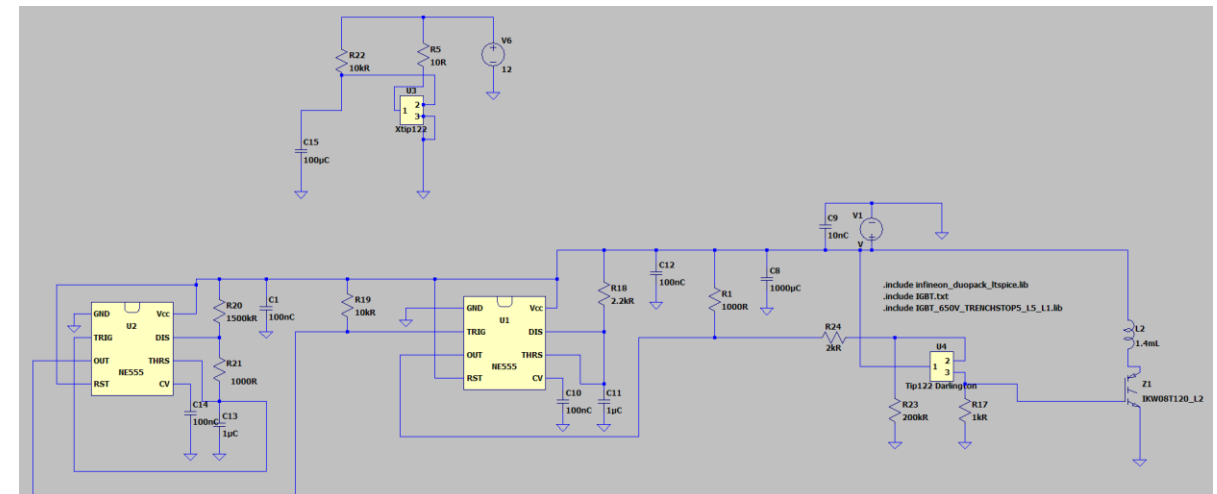 R22
10kR
R5
10R
V6
12
U3
1
2
3
Xtip122
C15
100µC
C9
10nC
V1
V
R20
1500kR
C1
100nC
R19
10kR
R18
2.2kR
C12
100nC
R1
1000R
C8
1000µC
.include infineon_duopack_ltspice.lib
.include IGBT.txt
.include IGBT_650V_TRENCHSTOP5_L5_L1.lib
GND
Vcc
U2
TRIG
DIS
OUT
THRS
NE555
RST
CV
R21
1000R
C14
100nC
C13
1µC
GND
Vcc
U1
TRIG
DIS
OUT
THRS
NE555
RST
CV
C10
100nC
C11
1µC
R24
2kR
U4
1
2
3
Tip122 Darlington
R23
200kR
R17
1kR
L2
1.4mL
Z1
IKW08T120_L2